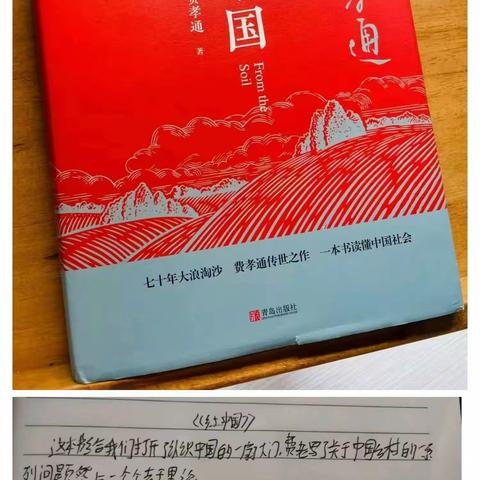 费孝通 著
国
From the
Soil
孝通
七十年大浪淘沙 费孝通传世之作 一本书读懂中国社会
青岛出版社
《乡土中国》
这本书给我们打开了认识中国的一扇大门,费老写了关于中国乡村的一系
列问题